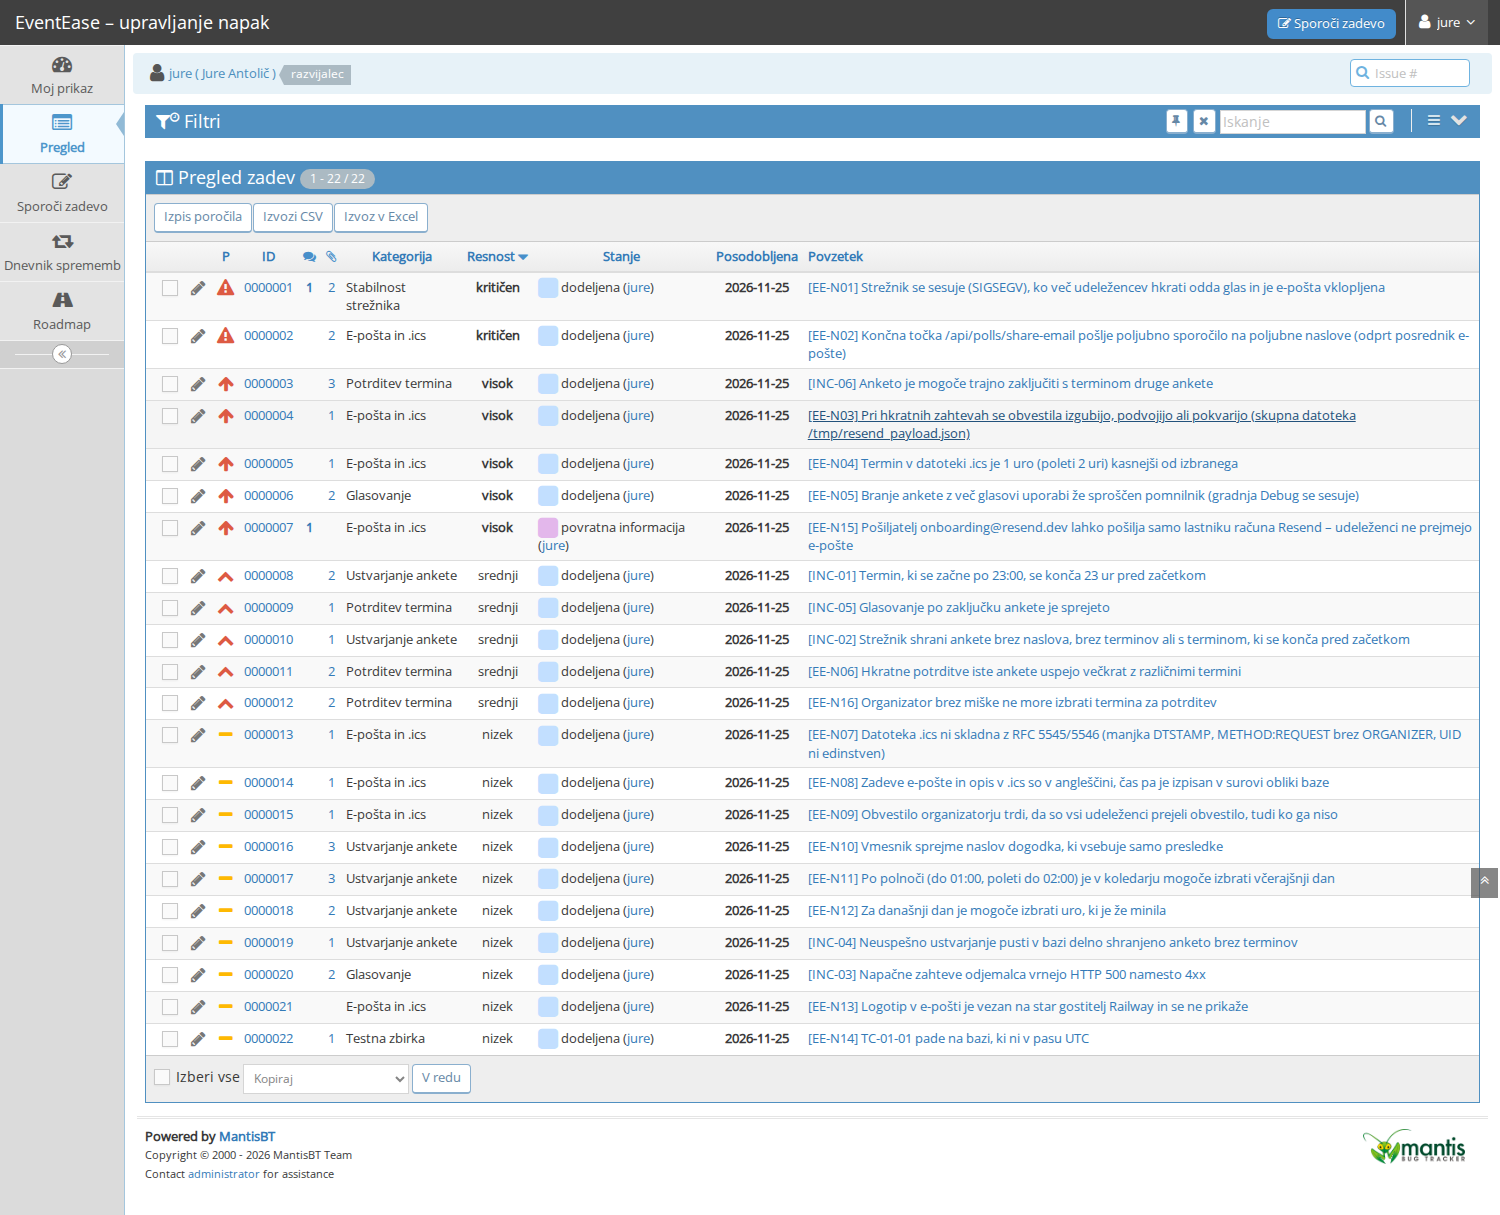 EventEase – upravljanje napak
Sporoči zadevo
jure
Moj prikaz
Pregled
Sporoči zadevo
Dnevnik sprememb
Roadmap
jure ( Jure Antolič ) razvijalec
Issue #
Filtri
Iskanje
Pregled zadev 1 - 22 / 22
Izpis poročila Izvozi CSV Izvoz v Excel
P ID Kategorija Resnost Stanje Posodobljena Povzetek
0000001 1 2 Stabilnost strežnika kritičen dodeljena (jure) 2026-11-25 [EE-N01] Strežnik se sesuje (SIGSEGV), ko več udeležencev hkrati odda glas in je e-pošta vklopljena
0000002 2 E-pošta in .ics kritičen dodeljena (jure) 2026-11-25 [EE-N02] Končna točka /api/polls/share-email pošlje poljubno sporočilo na poljubne naslove (odprt posrednik e-
pošte)
0000003 3 Potrditev termina visok dodeljena (jure) 2026-11-25 [INC-06] Anketo je mogoče trajno zaključiti s terminom druge ankete
0000004 1 E-pošta in .ics visok dodeljena (jure) 2026-11-25 [EE-N03] Pri hkratnih zahtevah se obvestila izgubijo, podvojijo ali pokvarijo (skupna datoteka
/tmp/resend_payload.json)
0000005 1 E-pošta in .ics visok dodeljena (jure) 2026-11-25 [EE-N04] Termin v datoteki .ics je 1 uro (poleti 2 uri) kasnejši od izbranega
0000006 2 Glasovanje visok dodeljena (jure) 2026-11-25 [EE-N05] Branje ankete z več glasovi uporabi že sproščen pomnilnik (gradnja Debug se sesuje)
0000007 1 E-pošta in .ics visok povratna informacija (jure) 2026-11-25 [EE-N15] Pošiljatelj onboarding@resend.dev lahko pošilja samo lastniku računa Resend – udeleženci ne prejmejo
e-pošte
0000008 2 Ustvarjanje ankete srednji dodeljena (jure) 2026-11-25 [INC-01] Termin, ki se začne po 23:00, se konča 23 ur pred začetkom
0000009 1 Potrditev termina srednji dodeljena (jure) 2026-11-25 [INC-05] Glasovanje po zaključku ankete je sprejeto
0000010 1 Ustvarjanje ankete srednji dodeljena (jure) 2026-11-25 [INC-02] Strežnik shrani ankete brez naslova, brez terminov ali s terminom, ki se konča pred začetkom
0000011 2 Potrditev termina srednji dodeljena (jure) 2026-11-25 [EE-N06] Hkratne potrditve iste ankete uspejo večkrat z različnimi termini
0000012 2 Potrditev termina srednji dodeljena (jure) 2026-11-25 [EE-N16] Organizator brez miške ne more izbrati termina za potrditev
0000013 1 E-pošta in .ics nizek dodeljena (jure) 2026-11-25 [EE-N07] Datoteka .ics ni skladna z RFC 5545/5546 (manjka DTSTAMP, METHOD:REQUEST brez ORGANIZER, UID
ni edinstven)
0000014 1 E-pošta in .ics nizek dodeljena (jure) 2026-11-25 [EE-N08] Zadeve e-pošte in opis v .ics so v angleščini, čas pa je izpisan v surovi obliki baze
0000015 1 E-pošta in .ics nizek dodeljena (jure) 2026-11-25 [EE-N09] Obvestilo organizatorju trdi, da so vsi udeleženci prejeli obvestilo, tudi ko ga niso
0000016 3 Ustvarjanje ankete nizek dodeljena (jure) 2026-11-25 [EE-N10] Vmesnik sprejme naslov dogodka, ki vsebuje samo presledke
0000017 3 Ustvarjanje ankete nizek dodeljena (jure) 2026-11-25 [EE-N11] Po polnoči (do 01:00, poleti do 02:00) je v koledarju mogoče izbrati včerajšnji dan
0000018 2 Ustvarjanje ankete nizek dodeljena (jure) 2026-11-25 [EE-N12] Za današnji dan je mogoče izbrati uro, ki je že minila
0000019 1 Ustvarjanje ankete nizek dodeljena (jure) 2026-11-25 [INC-04] Neuspešno ustvarjanje pusti v bazi delno shranjeno anketo brez terminov
0000020 2 Glasovanje nizek dodeljena (jure) 2026-11-25 [INC-03] Napačne zahteve odjemalca vrnejo HTTP 500 namesto 4xx
0000021 E-pošta in .ics nizek dodeljena (jure) 2026-11-25 [EE-N13] Logotip v e-pošti je vezan na star gostitelj Railway in se ne prikaže
0000022 1 Testna zbirka nizek dodeljena (jure) 2026-11-25 [EE-N14] TC-01-01 pade na bazi, ki ni v pasu UTC
Izberi vse Kopiraj V redu
Powered by MantisBT
Copyright © 2000 - 2026 MantisBT Team
Contact administrator for assistance
mantis
BUG TRACKER